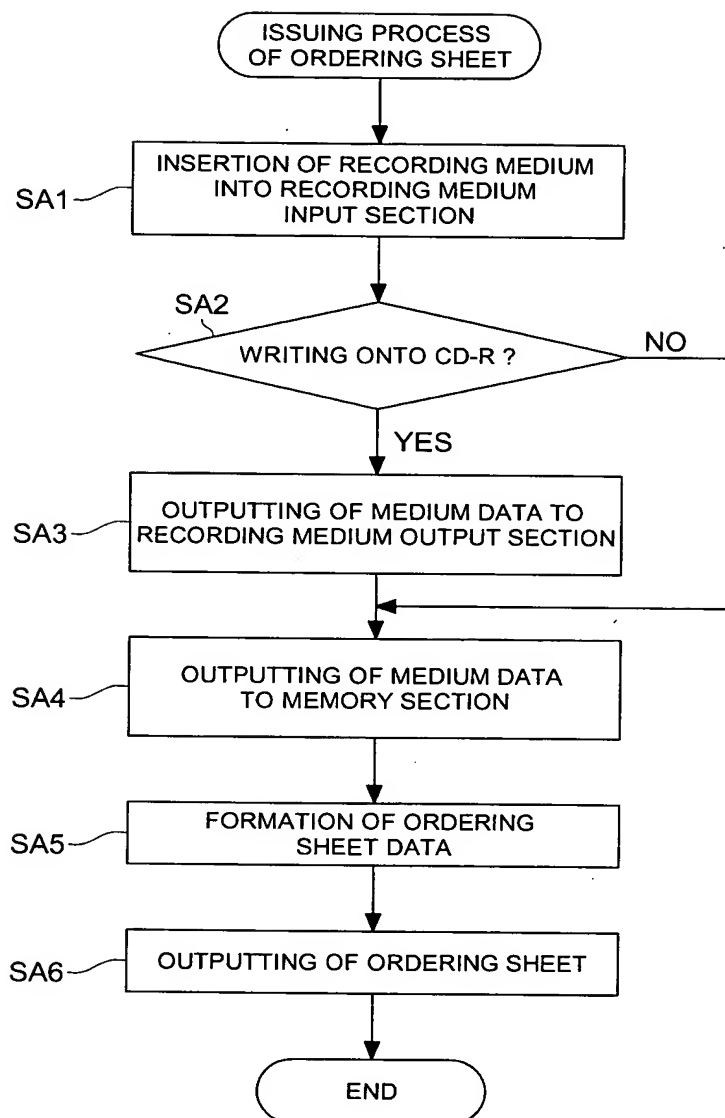 ISSUING PROCESS
OF ORDERING SHEET
SA1
INSERTION OF RECORDING MEDIUM
INTO RECORDING MEDIUM
INPUT SECTION
SA2
WRITING ONTO CD-R ?
NO
YES
SA3
OUTPUTTING OF MEDIUM DATA TO
RECORDING MEDIUM OUTPUT SECTION
SA4
OUTPUTTING OF MEDIUM DATA
TO MEMORY SECTION
SA5
FORMATION OF ORDERING
SHEET DATA
SA6
OUTPUTTING OF ORDERING SHEET
END